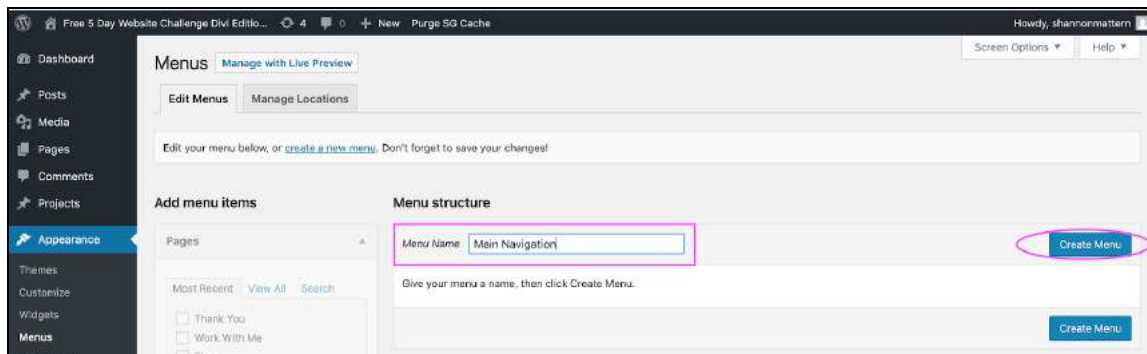 Free 5 Day Website Challenge Divi Editio... 4 0 + New Purge SG Cache Howdy, shannonmattern
Screen Options ▼ Help ▼
Dashboard
Menus Manage with Live Preview
Posts
Edit Menus Manage Locations
Media
Pages
Edit your menu below, or create a new menu. Don't forget to save your changes!
Comments
Projects
Add menu items Menu structure
Appearance
Pages
Menu Name Main Navigation Create Menu
Themes
Customize
Most Recent View All Search
Give your menu a name, then click Create Menu.
Widgets
Thank You
Menus
Work With Me
Create Menu